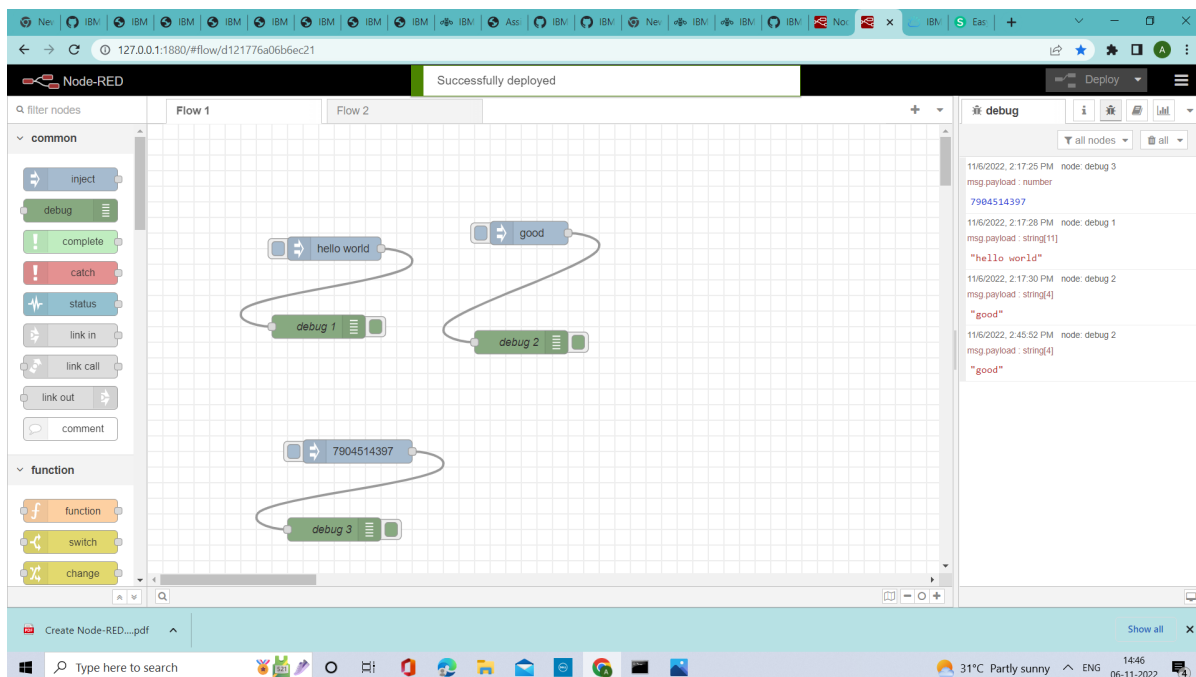 Nev IBM IBM IBM IBM IBM IBM IBM IBM IBM Assi IBM IBM Nev IBM IBM IBM Nod IBM Eas
127.0.0.1:1880/#flow/d121776a06b6ec21 A
Node-RED Successfully deployed Deploy
filter nodes Flow 1 Flow 2 debug i
common all nodes all
inject
debug
complete
catch
status
link in
link call
link out
comment
function
f function
switch
change
hello world
debug 1
good
debug 2
7904514397
debug 3
11/6/2022, 2:17:25 PM node: debug 3
msg.payload : number
7904514397
11/6/2022, 2:17:28 PM node: debug 1
msg.payload : string[11]
"hello world"
11/6/2022, 2:17:30 PM node: debug 2
msg.payload : string[4]
"good"
11/6/2022, 2:45:52 PM node: debug 2
msg.payload : string[4]
"good"
Create Node-RED....pdf Show all
Type here to search 31°C Partly sunny ENG 14:46
06-11-2022